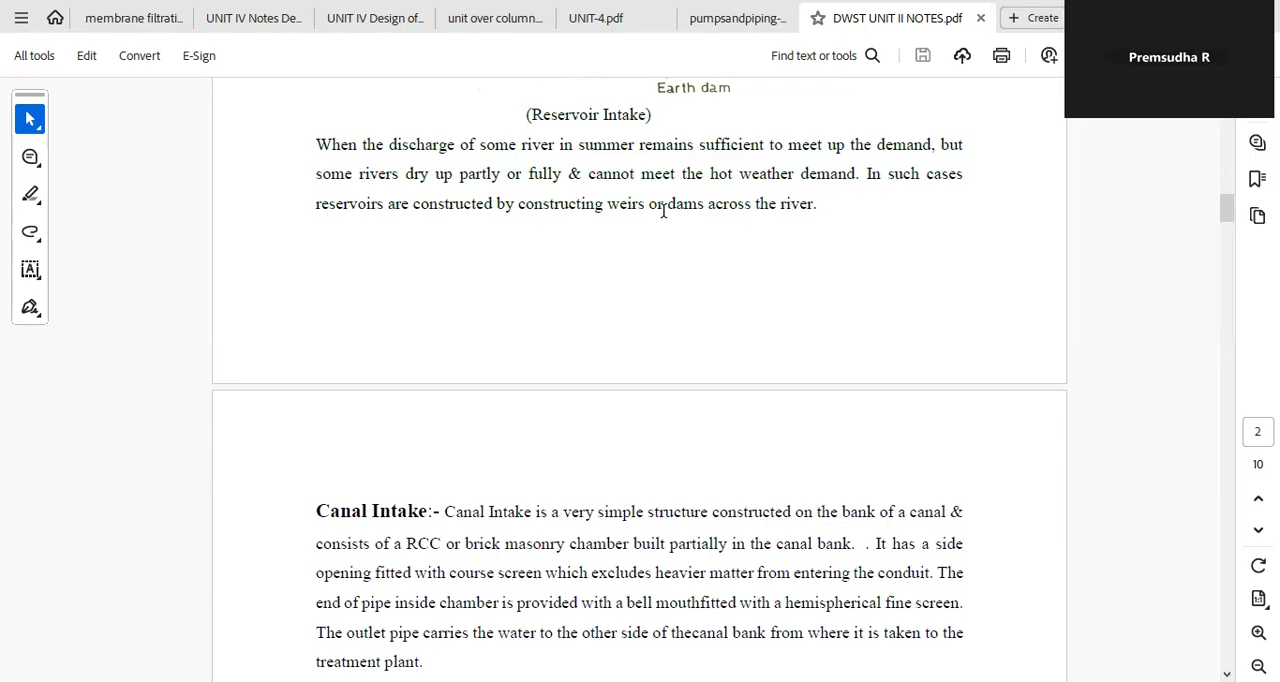 membrane filtrati...
UNIT IV Notes De...
UNIT IV Design of...
unit over column...
UNIT-4.pdf
pumpsandpiping-...
DWST UNIT II NOTES.pdf
Create
All tools
Edit
Convert
E-Sign
Find text or tools
Premsudha R
Earth dam
(Reservoir Intake)
When the discharge of some river in summer remains sufficient to meet up the demand, but
some rivers dry up partly or fully & cannot meet the hot weather demand. In such cases
reservoirs are constructed by constructing weirs or dams across the river.
2
10
Canal Intake:- Canal Intake is a very simple structure constructed on the bank of a canal &
consists of a RCC or brick masonry chamber built partially in the canal bank. . It has a side
opening fitted with course screen which excludes heavier matter from entering the conduit. The
end of pipe inside chamber is provided with a bell mouthfitted with a hemispherical fine screen.
The outlet pipe carries the water to the other side of thecanal bank from where it is taken to the
treatment plant.